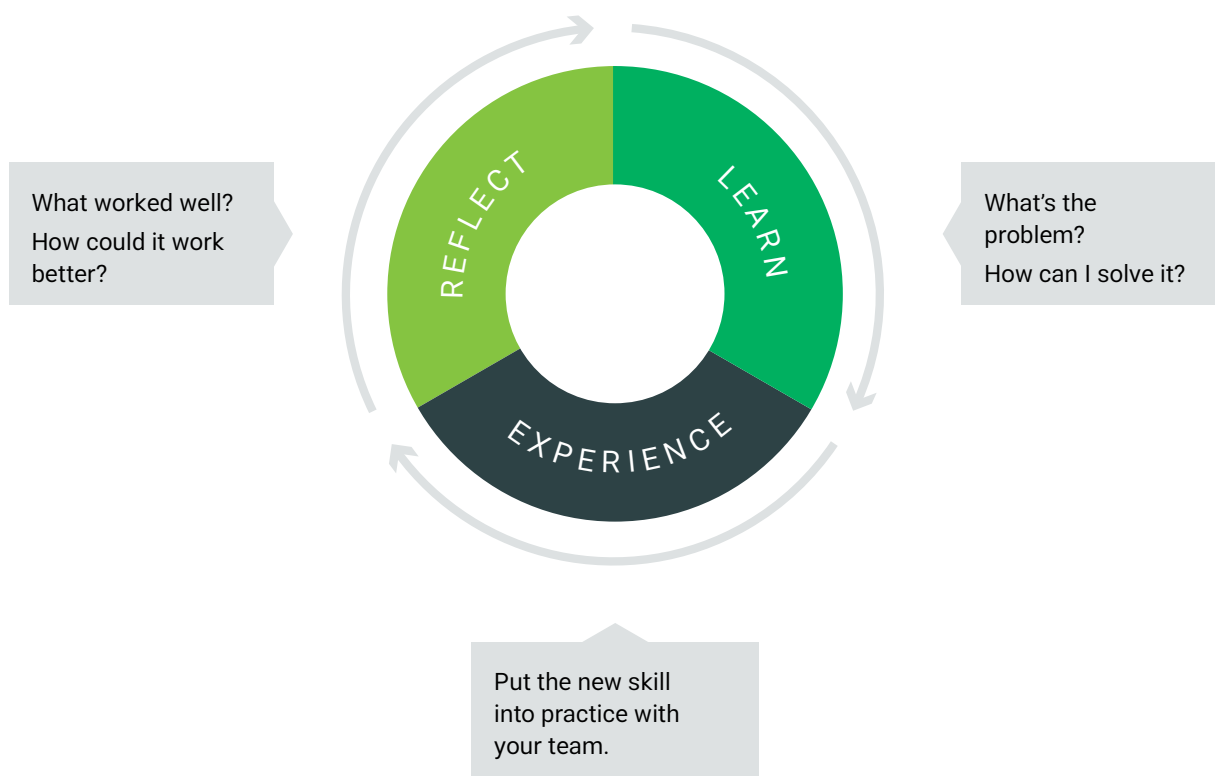 REFLECT
LEARN
EXPERIENCE
What worked well?
How could it work
better?
What's the
problem?
How can I solve it?
Put the new skill
into practice with
your team.